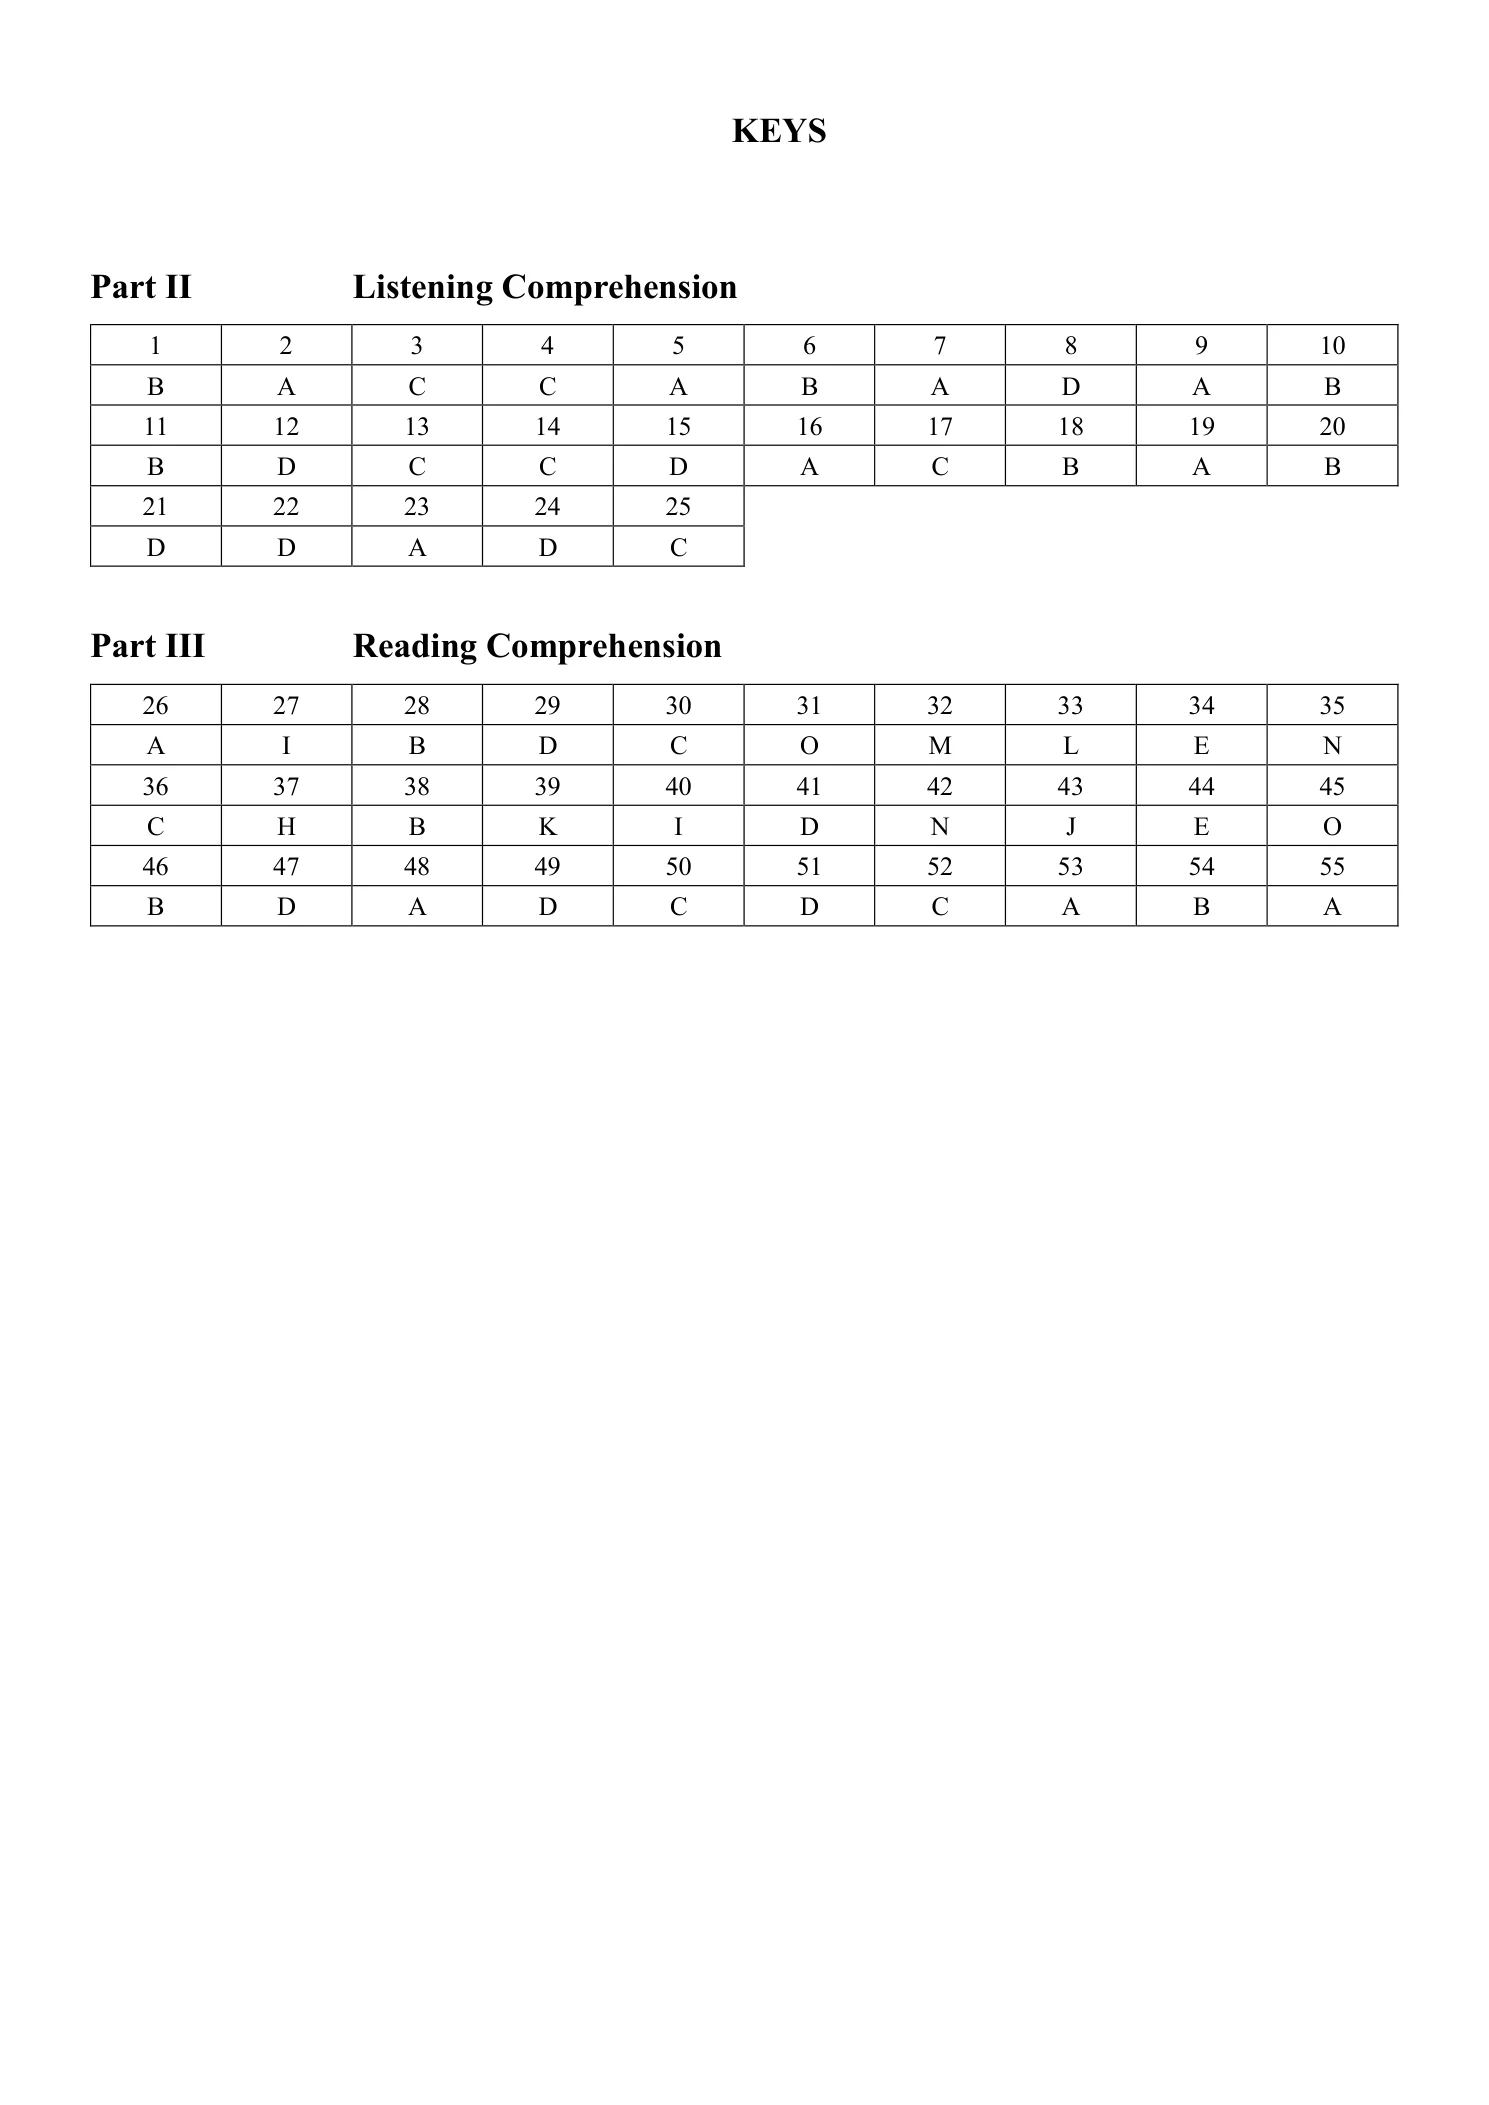 KEYS
Part II Listening Comprehension
1 2 3 4 5 6 7 8 9 10
B A C C A B A D A B
11 12 13 14 15 16 17 18 19 20
B D C C D A C B A B
21 22 23 24 25
D D A D C
Part III Reading Comprehension
26 27 28 29 30 31 32 33 34 35
A I B D C O M L E N
36 37 38 39 40 41 42 43 44 45
C H B K I D N J E O
46 47 48 49 50 51 52 53 54 55
B D A D C D C A B A